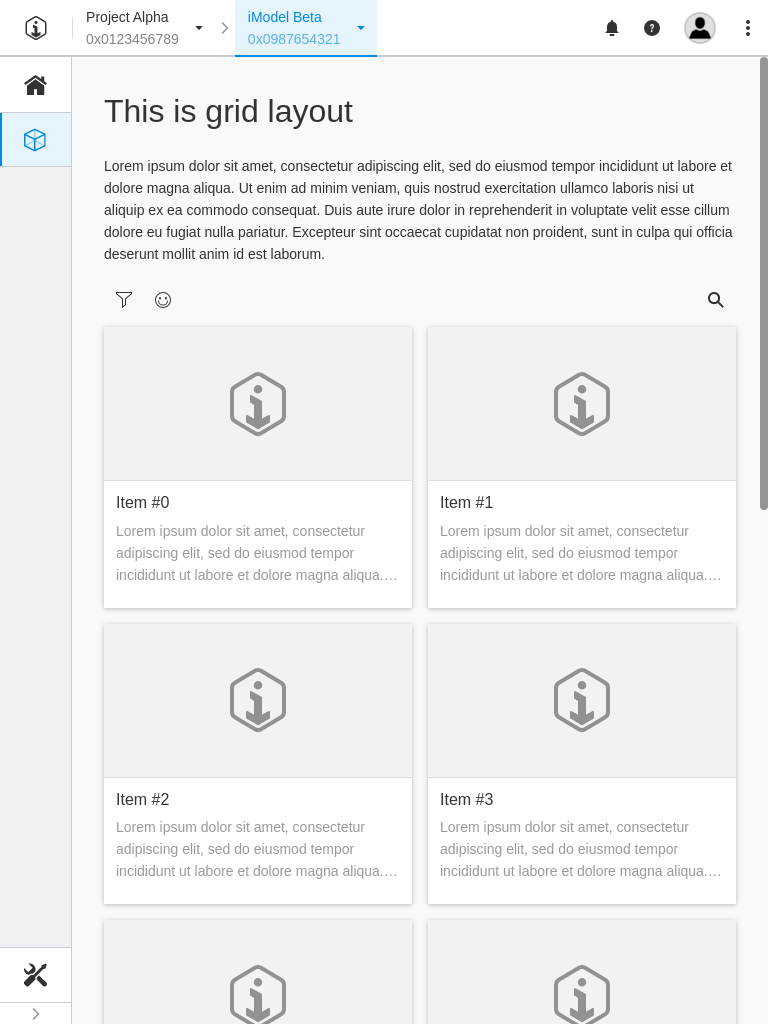 Project Alpha
0x0123456789
iModel Beta
0x0987654321
This is grid layout
Lorem ipsum dolor sit amet, consectetur adipiscing elit, sed do eiusmod tempor incididunt ut labore et
dolore magna aliqua. Ut enim ad minim veniam, quis nostrud exercitation ullamco laboris nisi ut
aliquip ex ea commodo consequat. Duis aute irure dolor in reprehenderit in voluptate velit esse cillum
dolore eu fugiat nulla pariatur. Excepteur sint occaecat cupidatat non proident, sunt in culpa qui officia
deserunt mollit anim id est laborum.
Item #0
Lorem ipsum dolor sit amet, consectetur
adipiscing elit, sed do eiusmod tempor
incididunt ut labore et dolore magna aliqua.…
Item #1
Lorem ipsum dolor sit amet, consectetur
adipiscing elit, sed do eiusmod tempor
incididunt ut labore et dolore magna aliqua.…
Item #2
Lorem ipsum dolor sit amet, consectetur
adipiscing elit, sed do eiusmod tempor
incididunt ut labore et dolore magna aliqua.…
Item #3
Lorem ipsum dolor sit amet, consectetur
adipiscing elit, sed do eiusmod tempor
incididunt ut labore et dolore magna aliqua.…